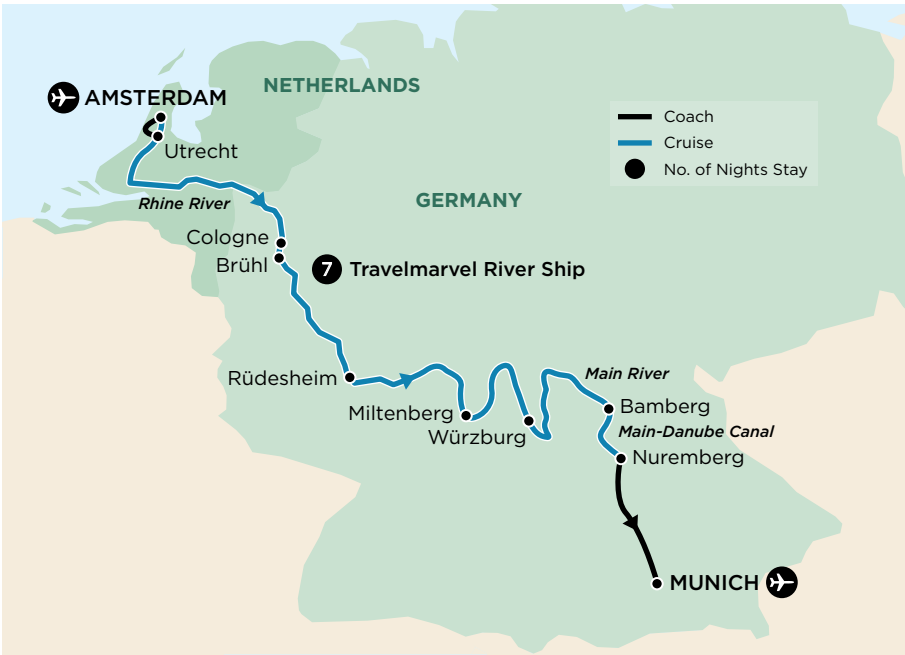 NETHERLANDS
AMSTERDAM
Coach
Cruise
No. of Nights Stay
Utrecht
Rhine River
GERMANY
Cologne
Brühl
7 Travelmarvel River Ship
Rüdesheim
Main River
Miltenberg
Bamberg
Würzburg
Main-Danube Canal
Nuremberg
MUNICH